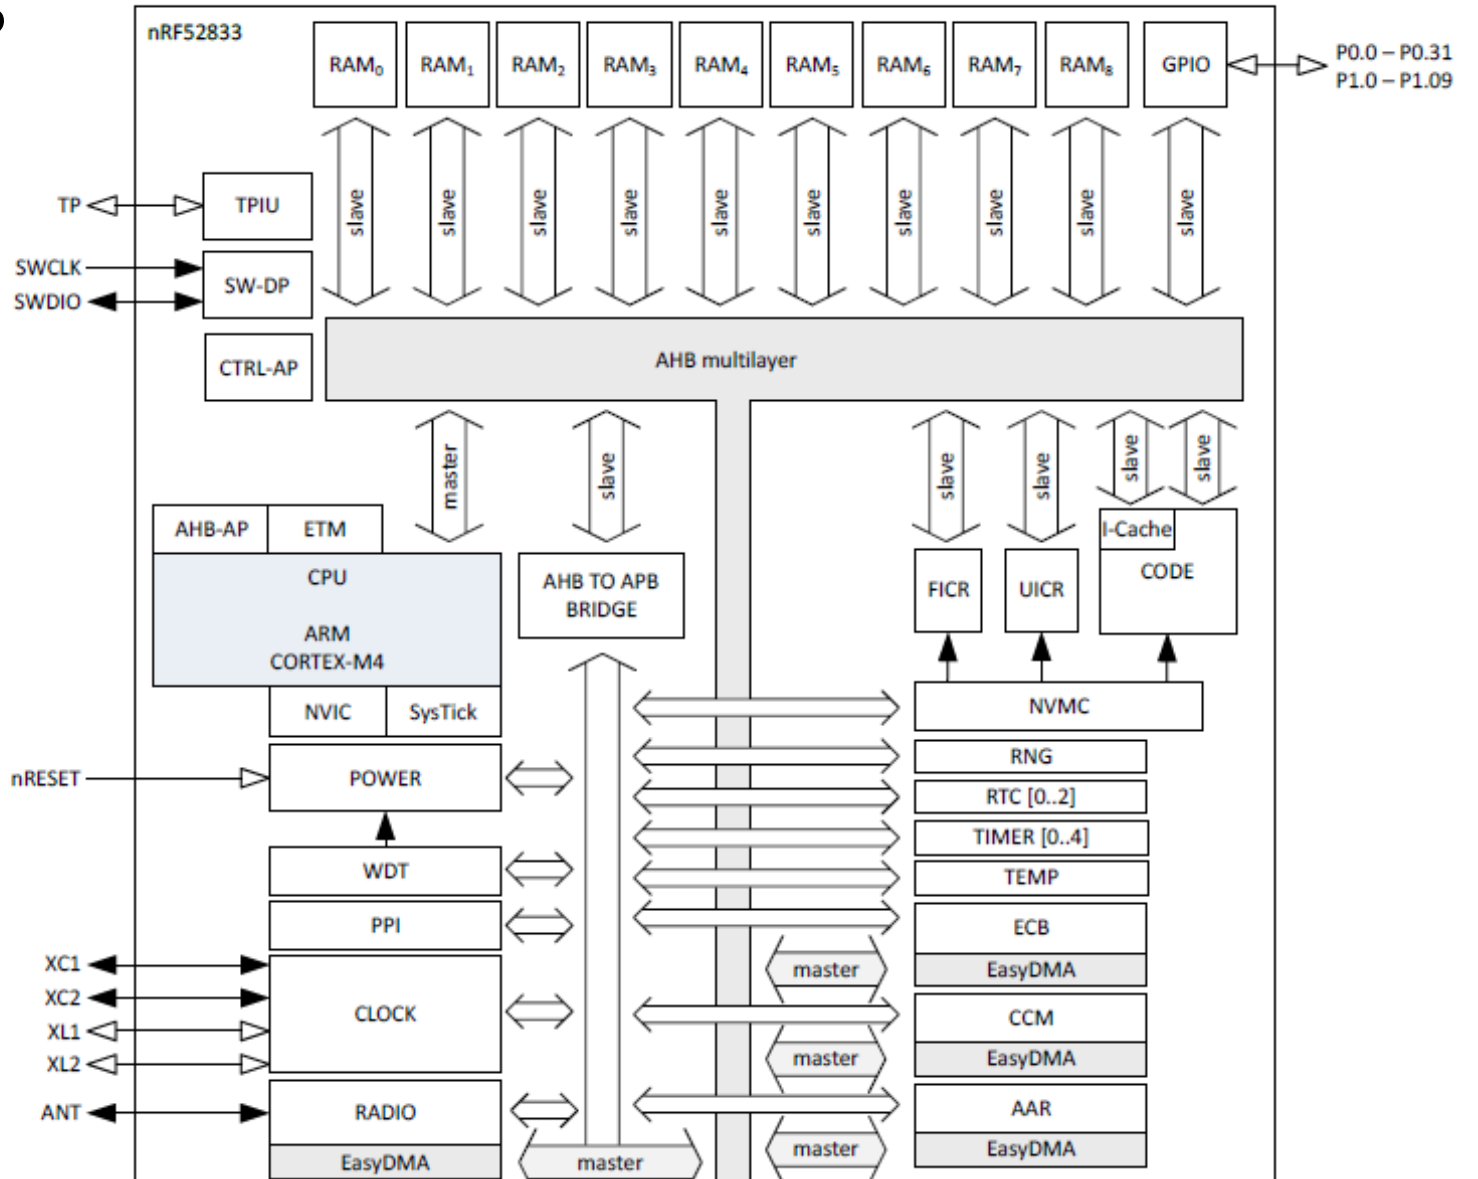 nRF52833
RAM₀ RAM₁ RAM₂ RAM₃ RAM₄ RAM₅ RAM₆ RAM₇ RAM₈ GPIO
P0.0 – P0.31
P1.0 – P1.09
slave slave slave slave slave slave slave slave slave slave
TP TPIU
SWCLK
SW-DP
SWDIO
CTRL-AP
AHB multilayer
master slave slave slave slave slave
AHB-AP ETM
I-Cache
CODE
CPU
ARM
CORTEX-M4
AHB TO APB
BRIDGE
FICR UICR
NVIC SysTick
NVMC
nRESET POWER
RNG
RTC [0..2]
TIMER [0..4]
WDT
TEMP
PPI
ECB
master EasyDMA
XC1
XC2
XL1
XL2
CLOCK
CCM
master EasyDMA
ANT RADIO
AAR
master EasyDMA
EasyDMA master